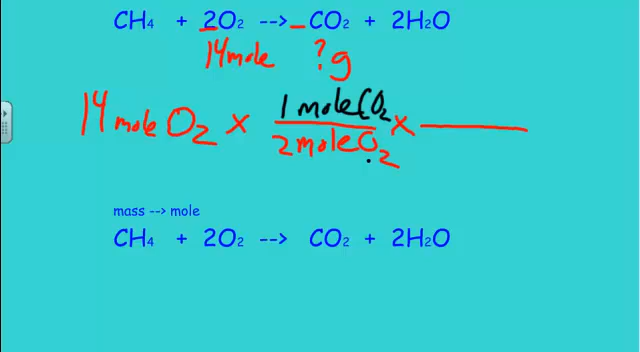 CH₄ + 2O₂ --> CO₂ + 2H₂O
14 mole ? g
14 mole O₂ x 1 mole CO₂ / 2 mole O₂ x
mass --> mole
CH₄ + 2O₂ --> CO₂ + 2H₂O